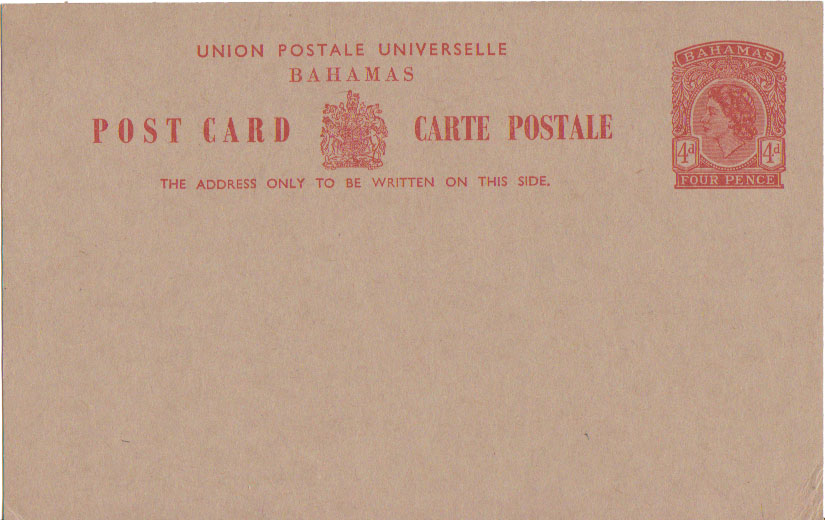 UNION POSTALE UNIVERSELLE
BAHAMAS
POST CARD CARTE POSTALE
THE ADDRESS ONLY TO BE WRITTEN ON THIS SIDE.
BAHAMAS
4d 4d
FOUR PENCE